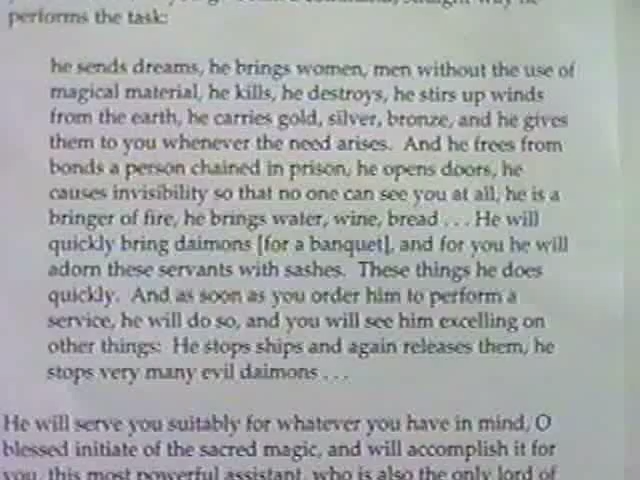 performs the task:
he sends dreams, he brings women, men without the use of
magical material, he kills, he destroys, he stirs up winds
from the earth, he carries gold, silver, bronze, and he gives
them to you whenever the need arises. And he frees from
bonds a person chained in prison, he opens doors, he
causes invisibility so that no one can see you at all, he is a
bringer of fire, he brings water, wine, bread . . . He will
quickly bring daimons [for a banquet], and for you he will
adorn these servants with sashes. These things he does
quickly. And as soon as you order him to perform a
service, he will do so, and you will see him excelling on
other things: He stops ships and again releases them, he
stops very many evil daimons . . .
He will serve you suitably for whatever you have in mind, O
blessed initiate of the sacred magic, and will accomplish it for
you, this most powerful assistant, who is also the only lord of